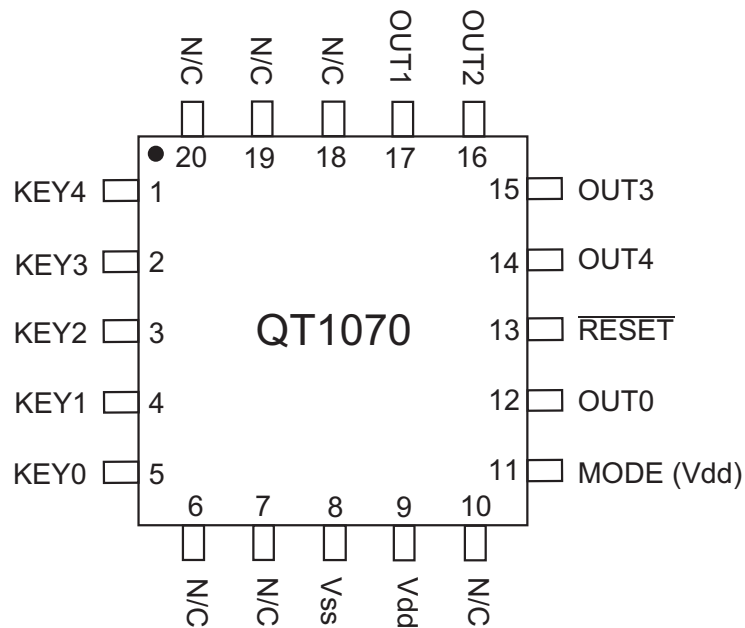 N/C
N/C
N/C
OUT1
OUT2
20
19
18
17
16
KEY4
1
15
OUT3
KEY3
2
14
OUT4
KEY2
3
QT1070
13
RESET
KEY1
4
12
OUT0
KEY0
5
11
MODE (Vdd)
6
7
8
9
10
N/C
N/C
Vss
Vdd
N/C